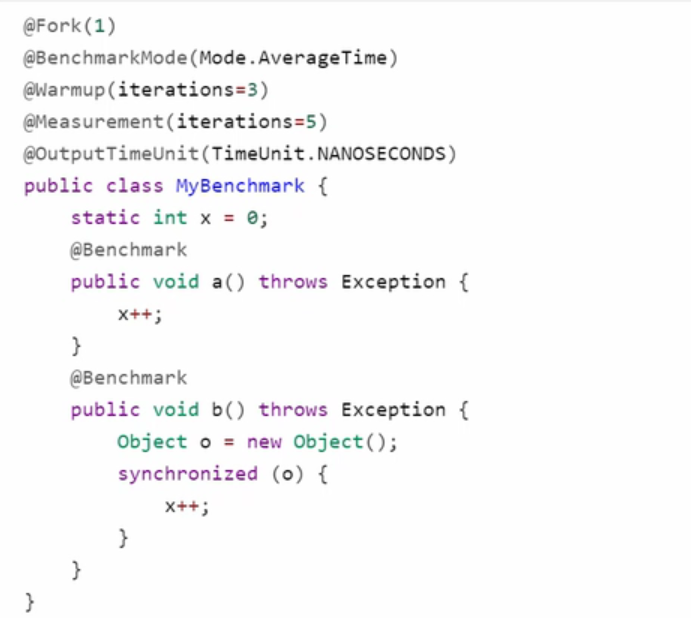 @Fork(1)
@BenchmarkMode(Mode.AverageTime)
@Warmup(iterations=3)
@Measurement(iterations=5)
@OutputTimeUnit(TimeUnit.NANOSECONDS)
public class MyBenchmark {
    static int x = 0;
    @Benchmark
    public void a() throws Exception {
        x++;
    }
    @Benchmark
    public void b() throws Exception {
        Object o = new Object();
        synchronized (o) {
            x++;
        }
    }
}